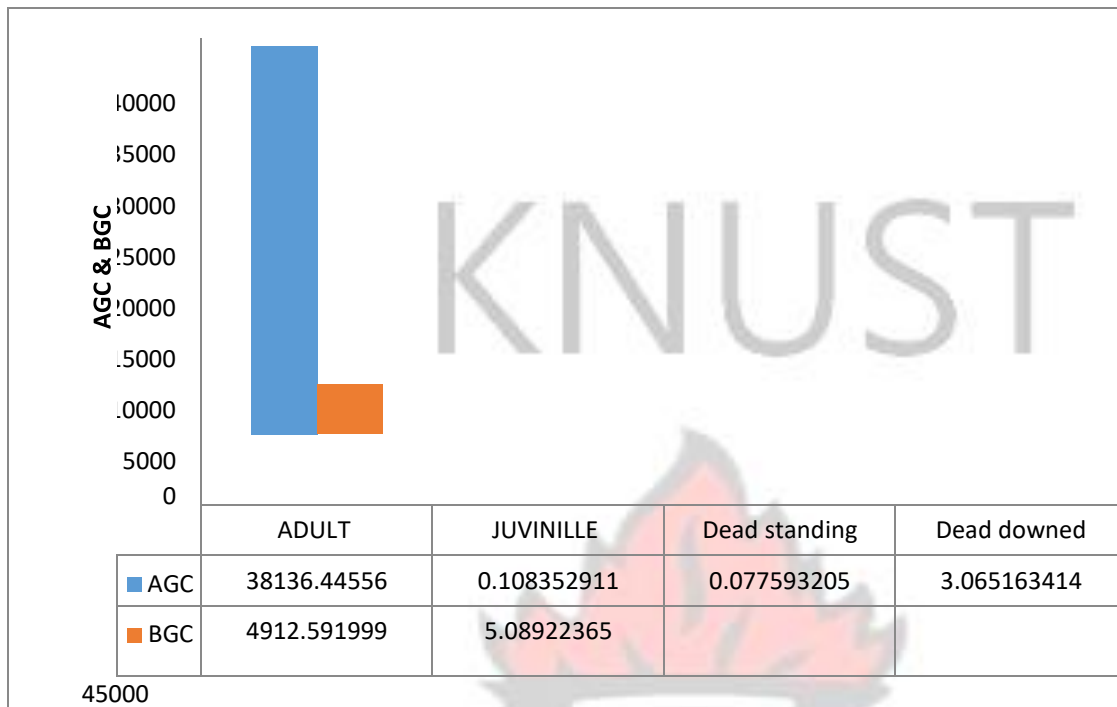 40000
35000
30000
25000
20000
15000
10000
5000
0
AGC & BGC
KNUST
ADULT JUVINILLE Dead standing Dead downed
AGC 38136.44556 0.108352911 0.077593205 3.065163414
BGC 4912.591999 5.08922365
45000